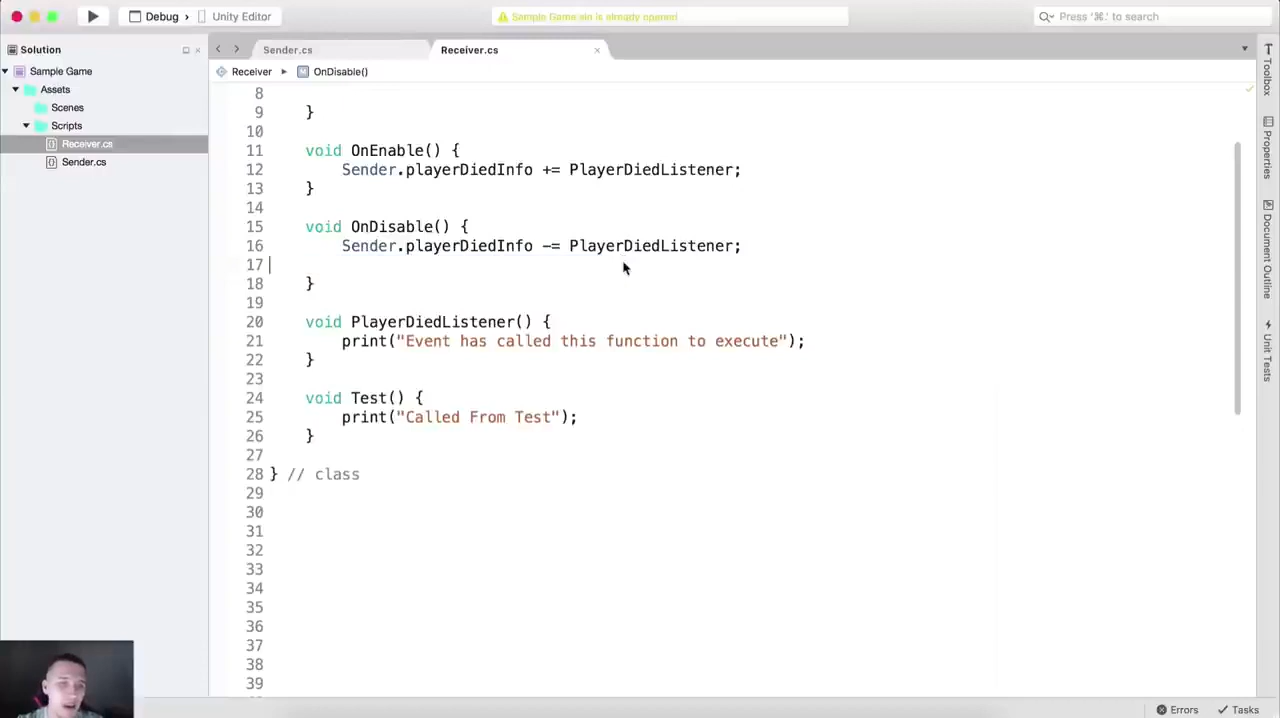 Debug › Unity Editor
Sample Game.sln is already opened
Press '⌘.' to search
Solution
Sample Game
Assets
Scenes
Scripts
Receiver.cs
Sender.cs
Sender.cs
Receiver.cs
Receiver ▸ OnDisable()
8
9 }
10
11 void OnEnable() {
12 Sender.playerDiedInfo += PlayerDiedListener;
13 }
14
15 void OnDisable() {
16 Sender.playerDiedInfo -= PlayerDiedListener;
17
18 }
19
20 void PlayerDiedListener() {
21 print("Event has called this function to execute");
22 }
23
24 void Test() {
25 print("Called From Test");
26 }
27
28 } // class
29
30
31
32
33
34
35
36
37
38
39
Toolbox
Properties
Document Outline
Unit Tests
Errors
Tasks